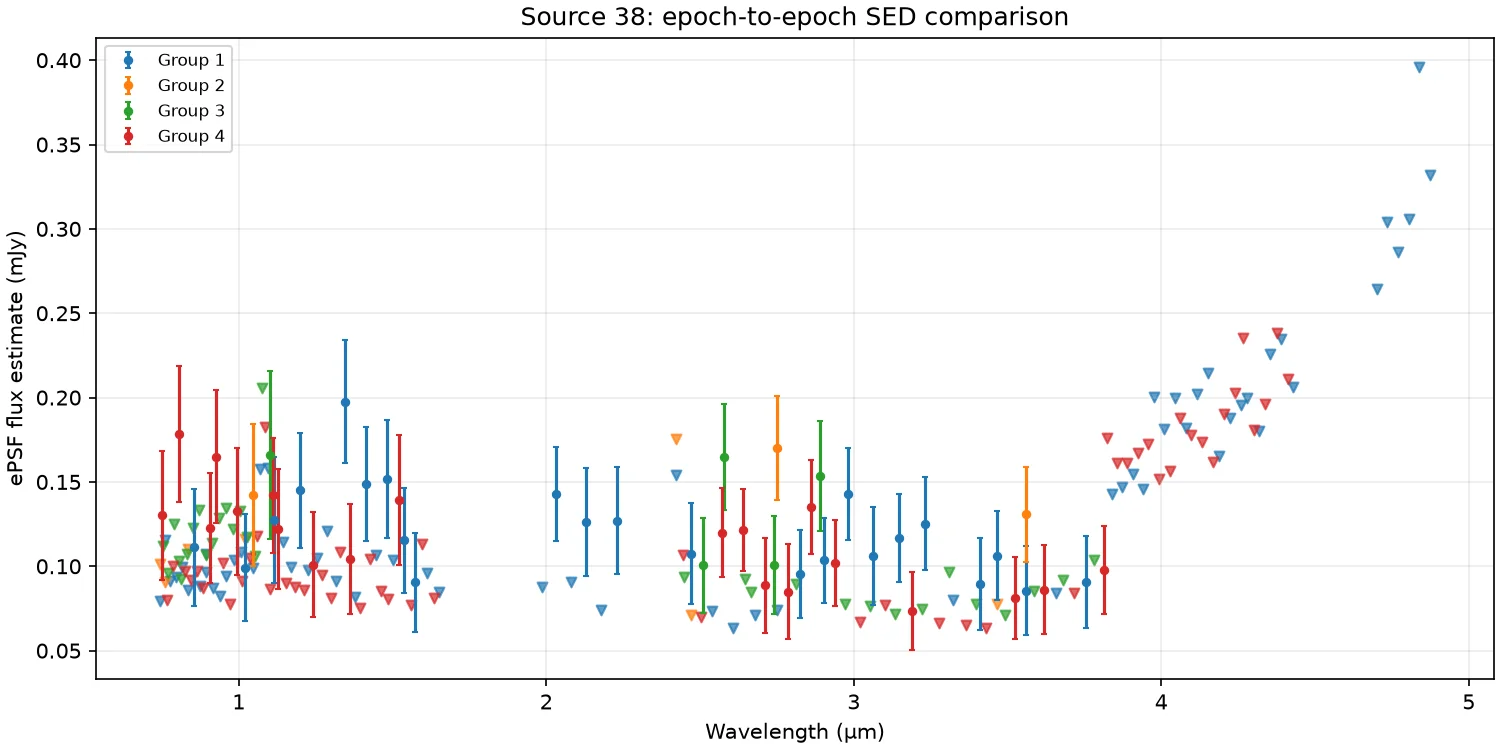 Source 38: epoch-to-epoch SED comparison
ePSF flux estimate (mJy)
0.40
0.35
0.30
0.25
0.20
0.15
0.10
0.05
Group 1
Group 2
Group 3
Group 4
1 2 3 4 5
Wavelength (μm)